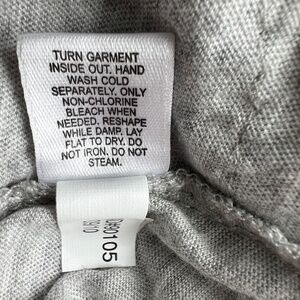 TURN GARMENT
INSIDE OUT. HAND
WASH COLD
SEPARATELY. ONLY
NON-CHLORINE
BLEACH WHEN
NEEDED. RESHAPE
WHILE DAMP. LAY
FLAT TO DRY. DO
NOT IRON. DO NOT
STEAM.